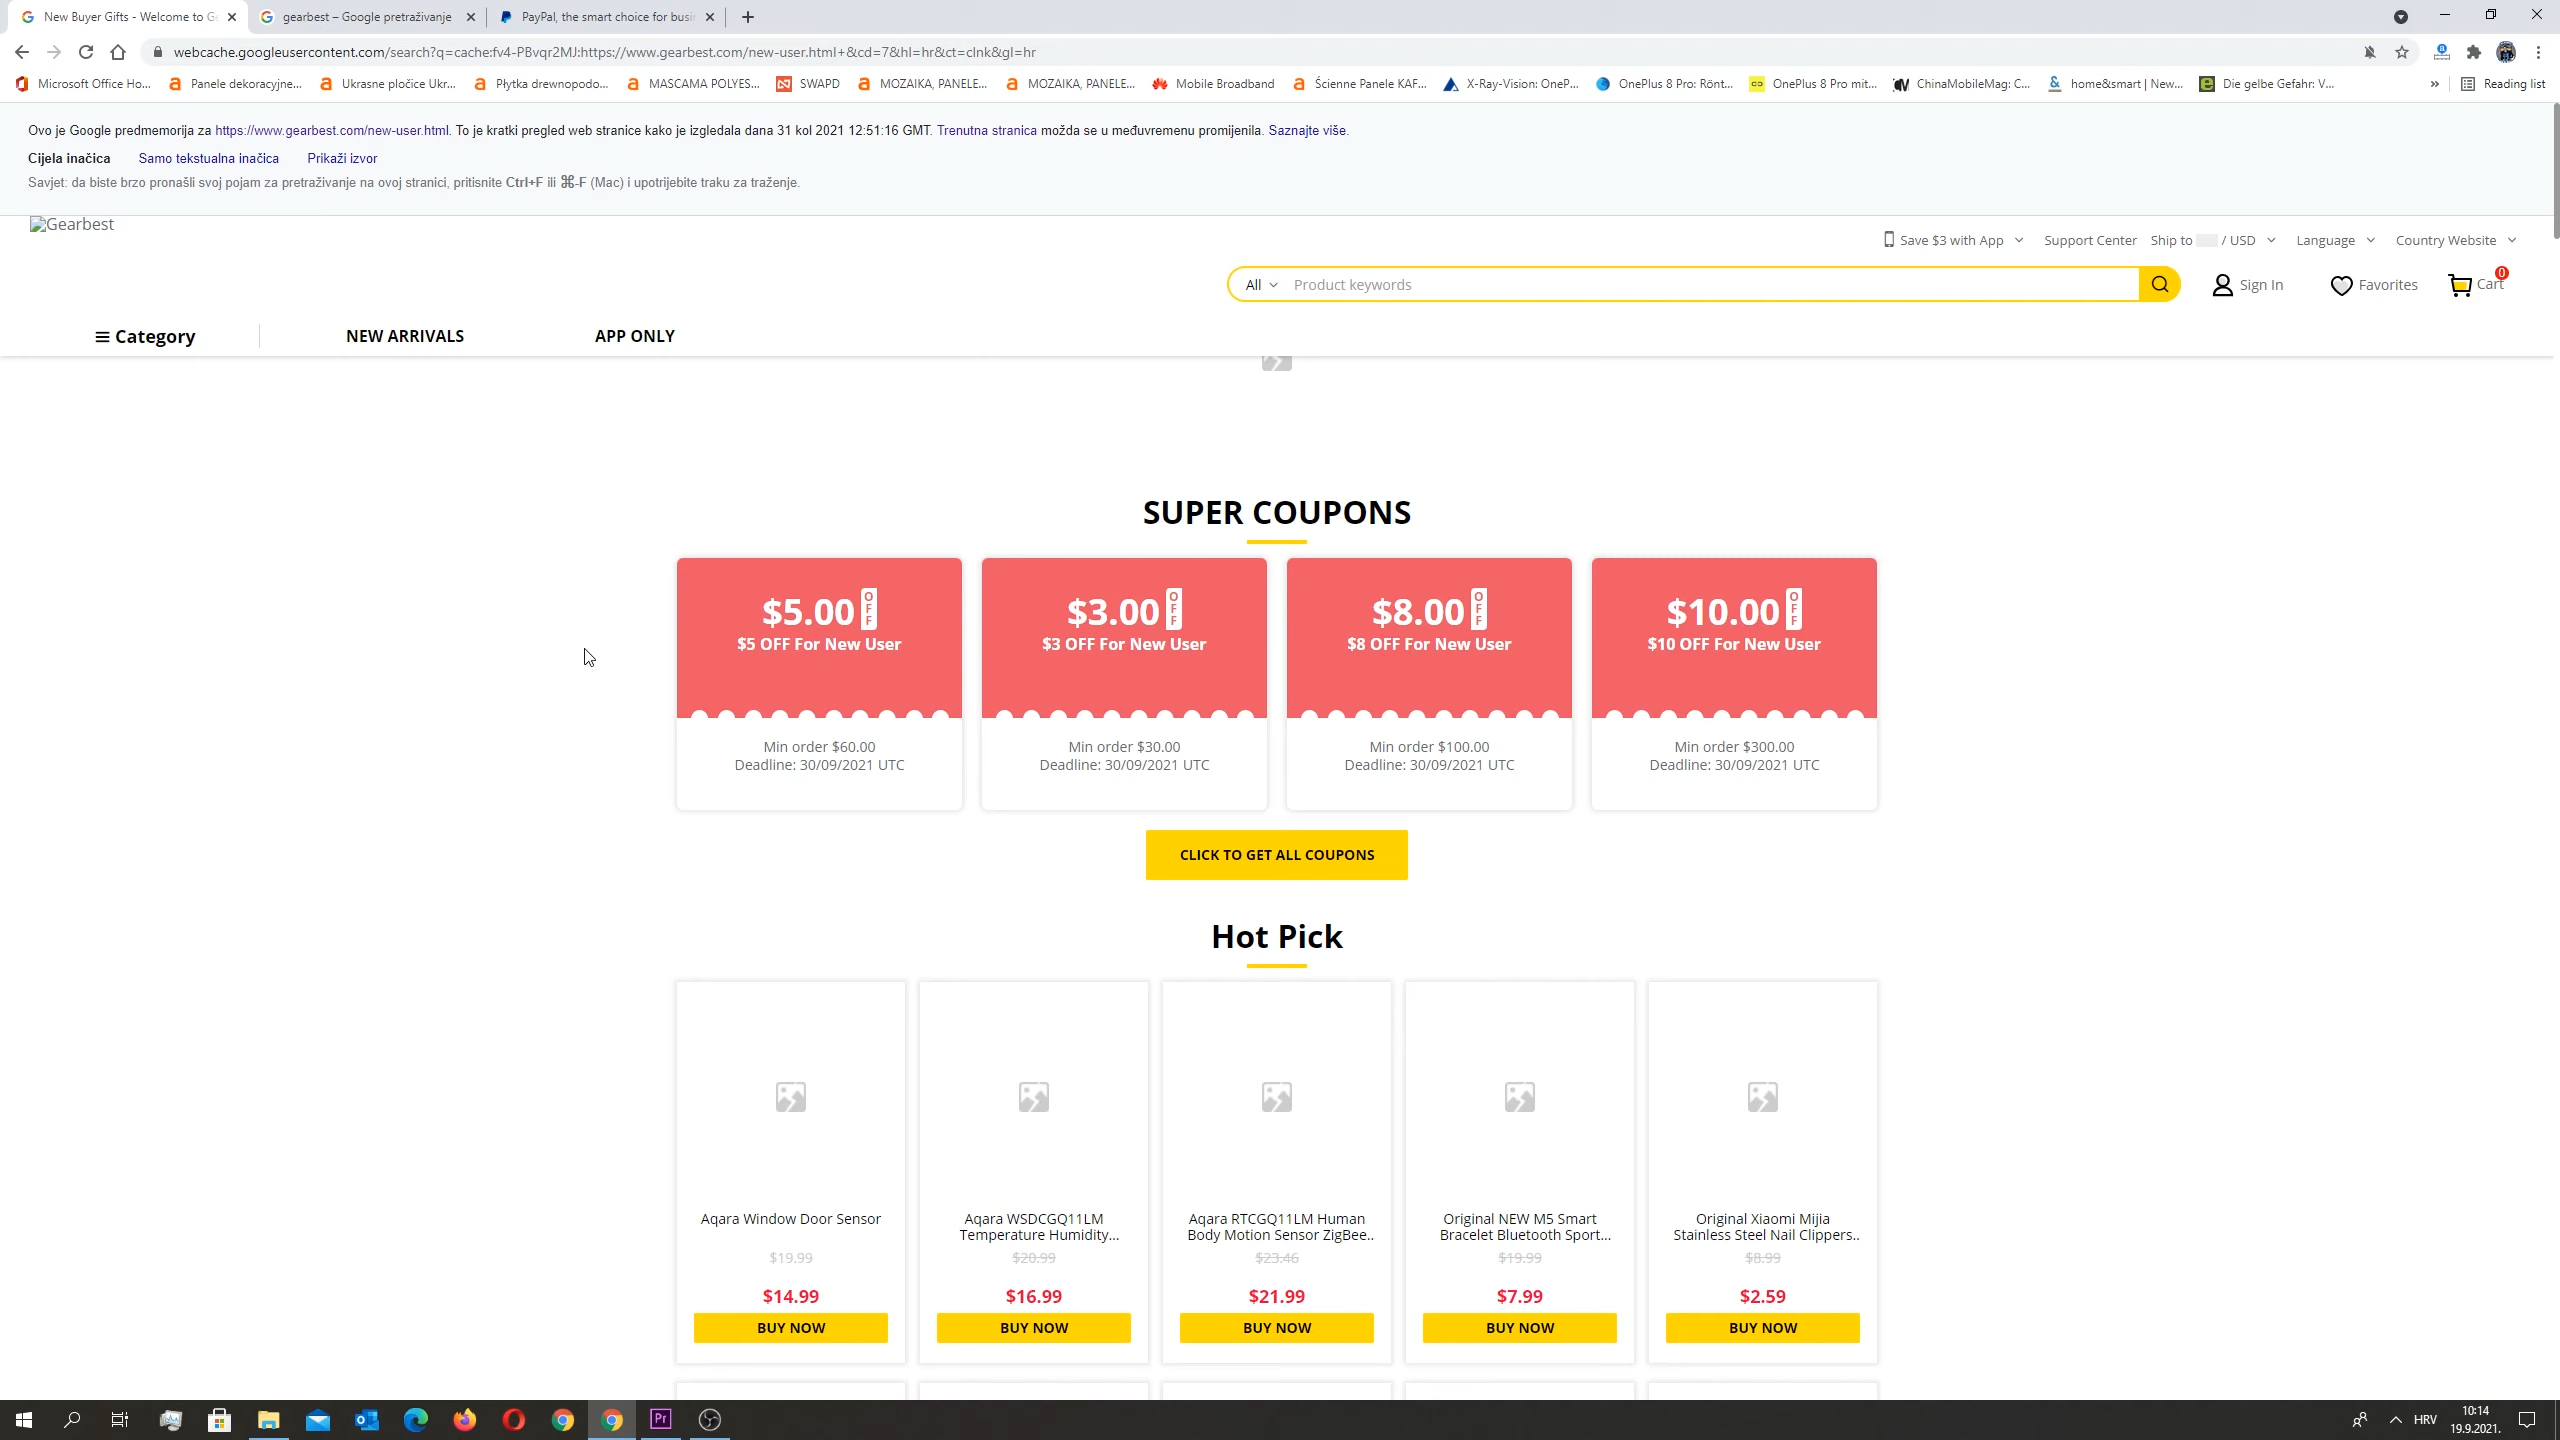 New Buyer Gifts - Welcome to Ge
gearbest – Google pretraživanje
PayPal, the smart choice for busi
webcache.googleusercontent.com/search?q=cache:fv4-PBvqr2MJ:https://www.gearbest.com/new-user.html+&cd=7&hl=hr&ct=clnk&gl=hr
Microsoft Office Ho...
Panele dekoracyjne...
Ukrasne pločice Ukr...
Płytka drewnopodo...
MASCAMA POLYES...
SWAPD
MOZAIKA, PANELE...
MOZAIKA, PANELE...
Mobile Broadband
Ścienne Panele KAF...
X-Ray-Vision: OneP...
OnePlus 8 Pro: Rönt...
OnePlus 8 Pro mit...
ChinaMobileMag: C...
home&smart | New...
Die gelbe Gefahr: V...
»
Reading list
Ovo je Google predmemorija za https://www.gearbest.com/new-user.html. To je kratki pregled web stranice kako je izgledala dana 31 kol 2021 12:51:16 GMT. Trenutna stranica možda se u međuvremenu promijenila. Saznajte više.
Cijela inačica Samo tekstualna inačica Prikaži izvor
Savjet: da biste brzo pronašli svoj pojam za pretraživanje na ovoj stranici, pritisnite Ctrl+F ili ⌘-F (Mac) i upotrijebite traku za traženje.
Gearbest
Save $3 with App Support Center Ship to / USD Language Country Website
All Product keywords
Sign In
Favorites
Cart
0
Category
NEW ARRIVALS
APP ONLY
SUPER COUPONS
$5.00 OFF
$5 OFF For New User
Min order $60.00
Deadline: 30/09/2021 UTC
$3.00 OFF
$3 OFF For New User
Min order $30.00
Deadline: 30/09/2021 UTC
$8.00 OFF
$8 OFF For New User
Min order $100.00
Deadline: 30/09/2021 UTC
$10.00 OFF
$10 OFF For New User
Min order $300.00
Deadline: 30/09/2021 UTC
CLICK TO GET ALL COUPONS
Hot Pick
Aqara Window Door Sensor
$19.99
$14.99
BUY NOW
Aqara WSDCGQ11LM
Temperature Humidity...
$20.99
$16.99
BUY NOW
Aqara RTCGQ11LM Human
Body Motion Sensor ZigBee..
$23.46
$21.99
BUY NOW
Original NEW M5 Smart
Bracelet Bluetooth Sport...
$19.99
$7.99
BUY NOW
Original Xiaomi Mijia
Stainless Steel Nail Clippers..
$8.99
$2.59
BUY NOW
Pr
HRV
10:14
19.9.2021.